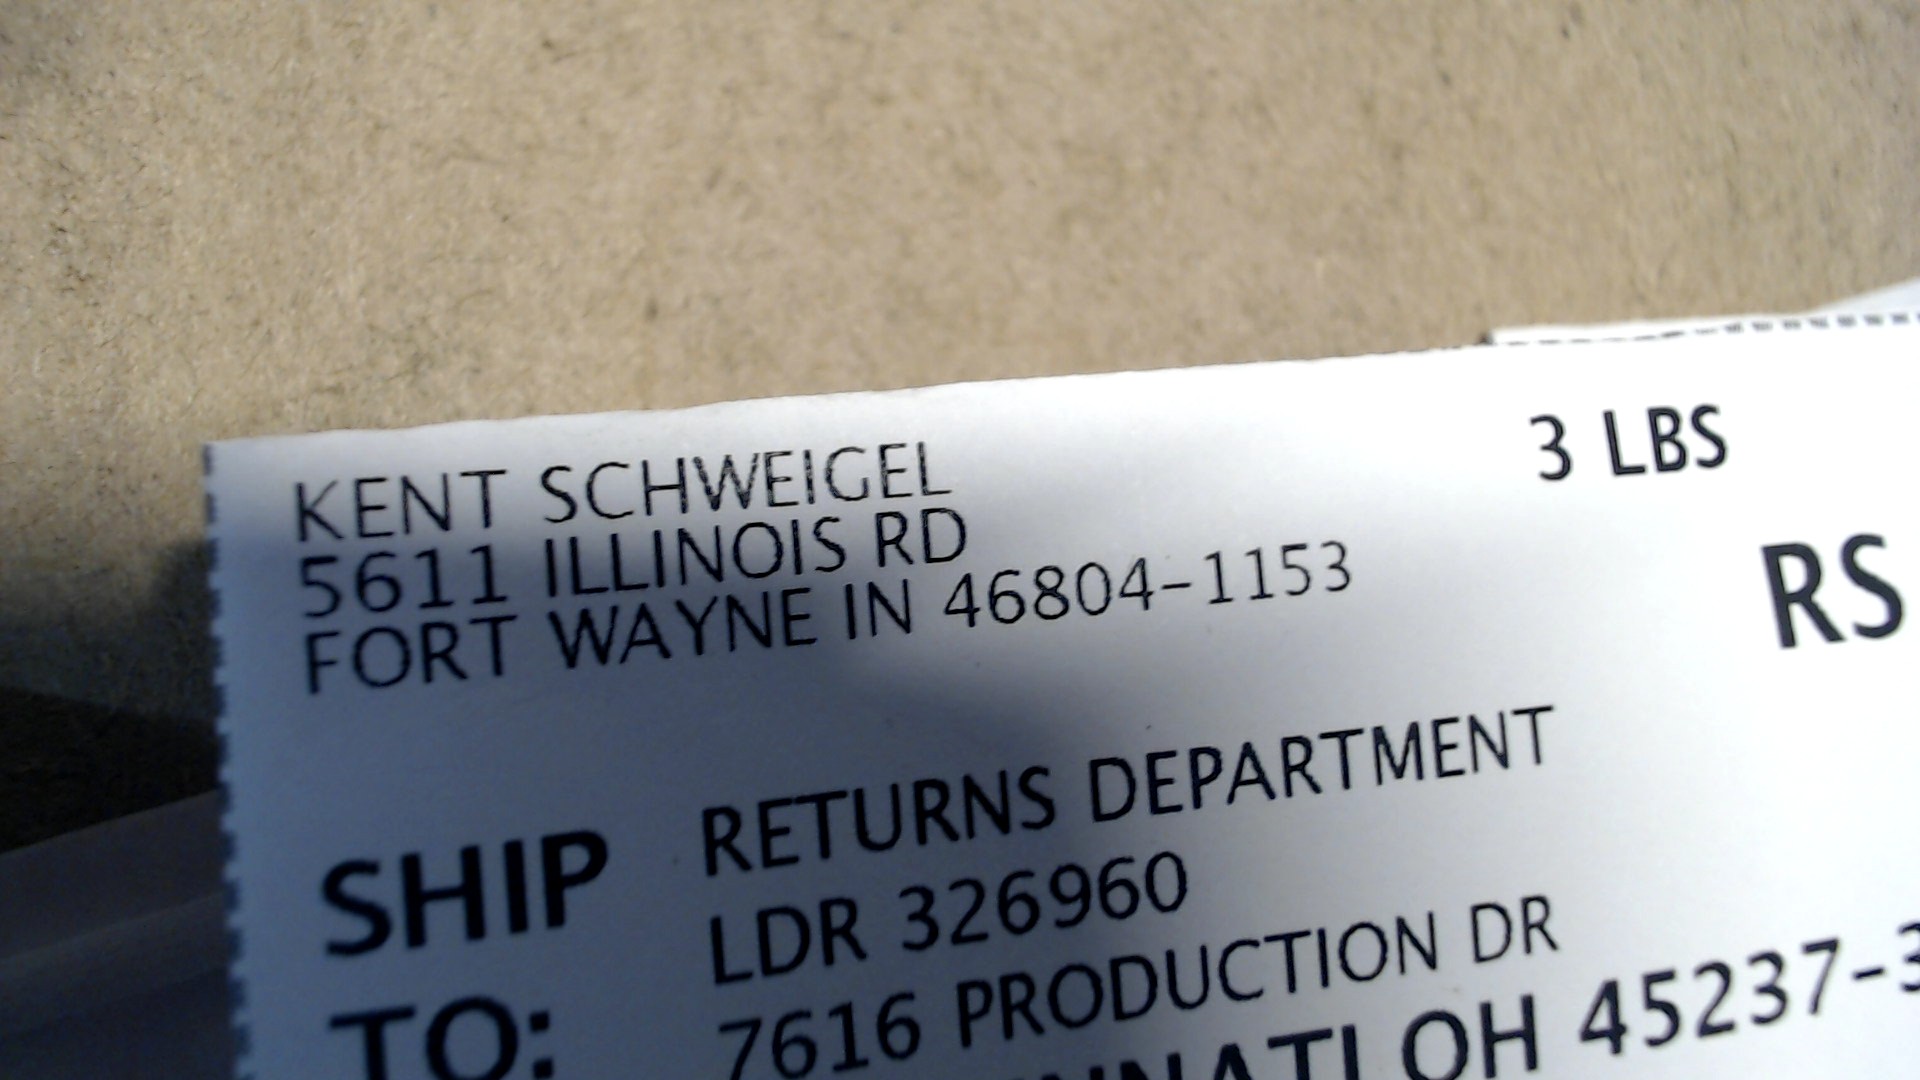 KENT SCHWEIGEL
5611 ILLINOIS RD
FORT WAYNE IN 46804-1153
3 LBS
RS
SHIP TO:
RETURNS DEPARTMENT
LDR 326960
7616 PRODUCTION DR
OH 45237-3